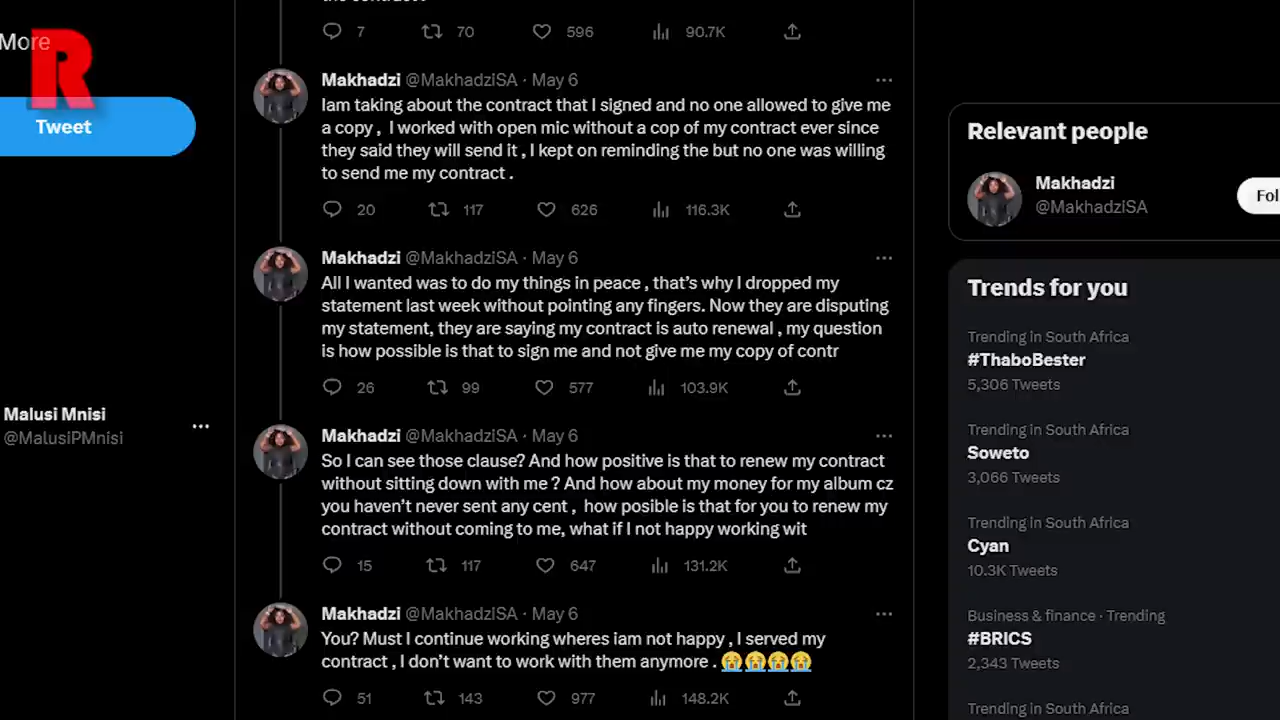 the contract .
7 70 596 90.7K
More
R
Tweet
Malusi Mnisi
@MalusiPMnisi
Makhadzi @MakhadziSA · May 6
Iam taking about the contract that I signed and no one allowed to give me
a copy , I worked with open mic without a cop of my contract ever since
they said they will send it , I kept on reminding the but no one was willing
to send me my contract .
20 117 626 116.3K
Makhadzi @MakhadziSA · May 6
All I wanted was to do my things in peace , that's why I dropped my
statement last week without pointing any fingers. Now they are disputing
my statement, they are saying my contract is auto renewal , my question
is how possible is that to sign me and not give me my copy of contr
26 99 577 103.9K
Makhadzi @MakhadziSA · May 6
So I can see those clause? And how positive is that to renew my contract
without sitting down with me ? And how about my money for my album cz
you haven't never sent any cent , how posible is that for you to renew my
contract without coming to me, what if I not happy working wit
15 117 647 131.2K
Makhadzi @MakhadziSA · May 6
You? Must I continue working wheres iam not happy , I served my
contract , I don't want to work with them anymore . 😭😭😭😭
51 143 977 148.2K
Relevant people
Makhadzi
@MakhadziSA
Fol
Trends for you
Trending in South Africa
#ThaboBester
5,306 Tweets
Trending in South Africa
Soweto
3,066 Tweets
Trending in South Africa
Cyan
10.3K Tweets
Business & finance · Trending
#BRICS
2,343 Tweets
Trending in South Africa